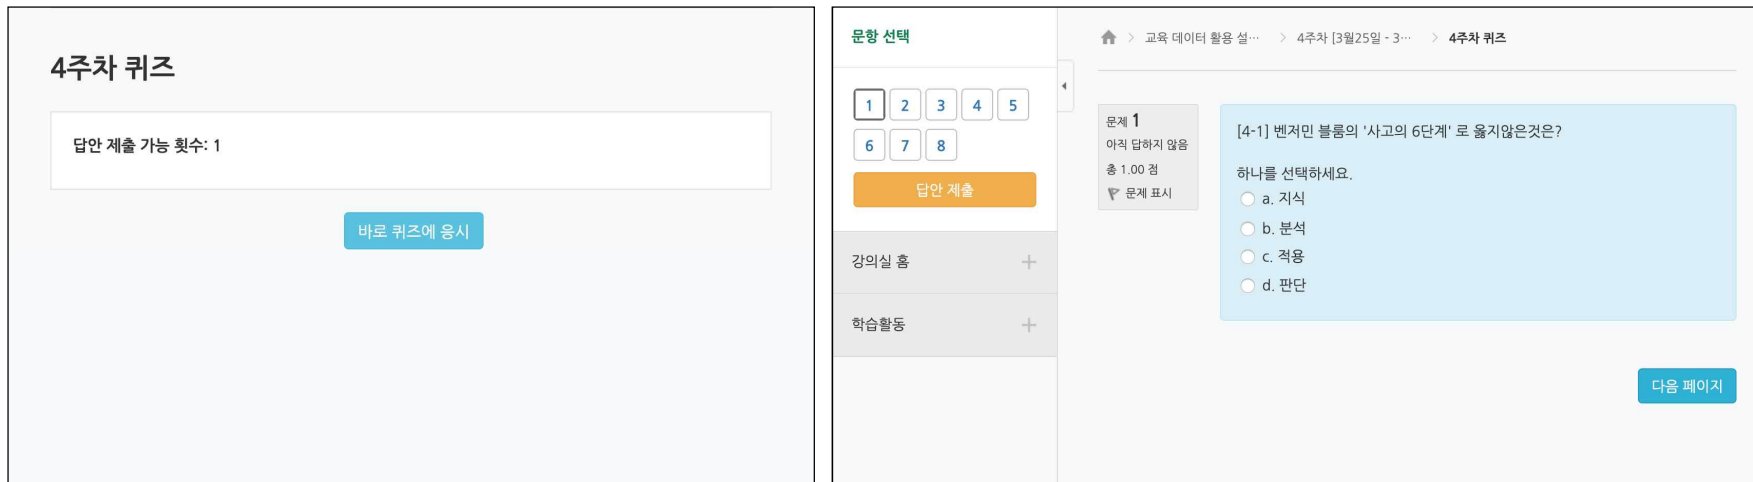 4주차 퀴즈
답안 제출 가능 횟수: 1
바로 퀴즈에 응시
문항 선택
1 2 3 4 5
6 7 8
답안 제출
강의실 홈
학습활동
교육 데이터 활용 설… > 4주차 [3월25일 - 3… > 4주차 퀴즈
문제 1
아직 답하지 않음
총 1.00 점
문제 표시
[4-1] 벤저민 블룸의 '사고의 6단계' 로 옳지않은것은?
하나를 선택하세요.
a. 지식
b. 분석
c. 적용
d. 판단
다음 페이지